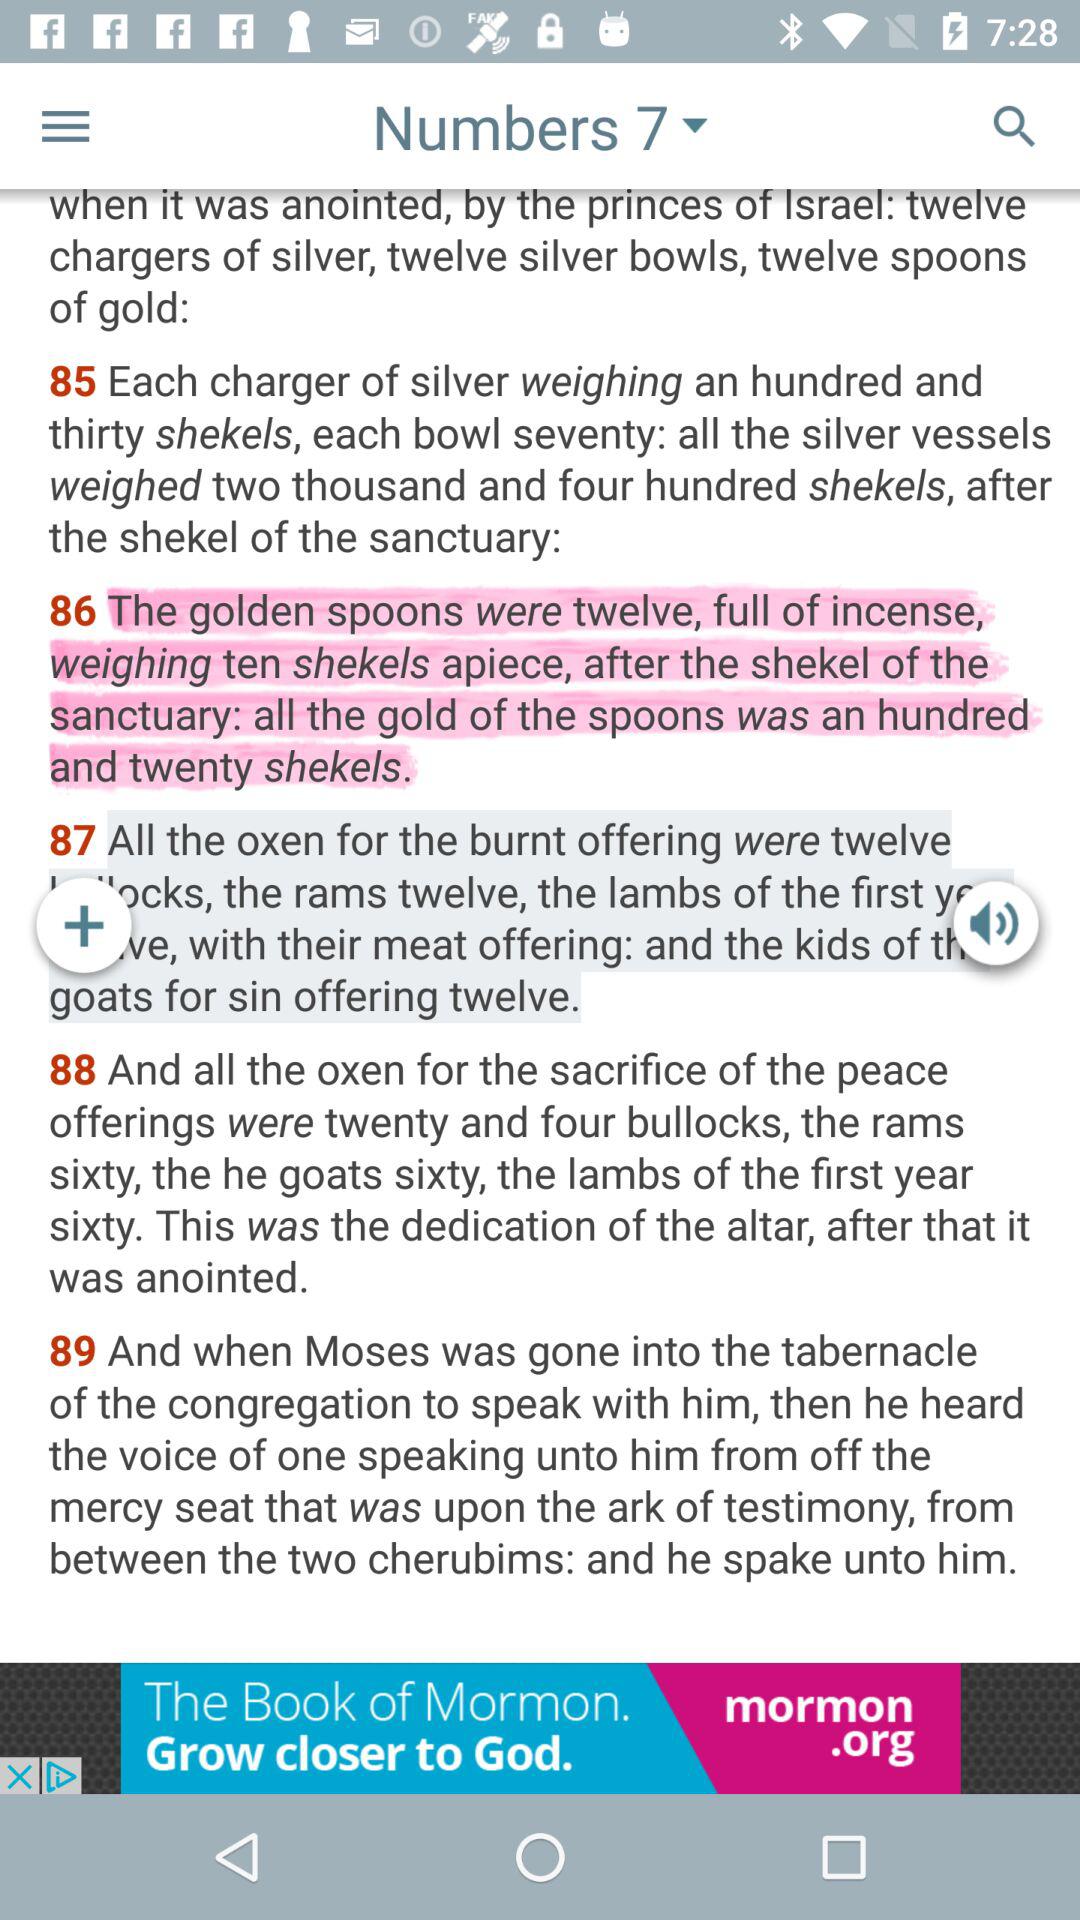 FAKE
7:28
Numbers 7
when it was anointed, by the princes of Israel: twelve
chargers of silver, twelve silver bowls, twelve spoons
of gold:
85 Each charger of silver weighing an hundred and
thirty shekels, each bowl seventy: all the silver vessels
weighed two thousand and four hundred shekels, after
the shekel of the sanctuary:
86 The golden spoons were twelve, full of incense,
weighing ten shekels apiece, after the shekel of the
sanctuary: all the gold of the spoons was an hundred
and twenty shekels.
87 All the oxen for the burnt offering were twelve
the rams twelve, the lambs of the first
with their meat offering: and the kids of
goats for sin offering twelve.
88 And all the oxen for the sacrifice of the peace
offerings were twenty and four bullocks, the rams
sixty, the he goats sixty, the lambs of the first year
sixty. This was the dedication of the altar, after that it
was anointed.
89 And when Moses was gone into the tabernacle
of the congregation to speak with him, then he heard
the voice of one speaking unto him from off the
mercy seat that was upon the ark of testimony, from
between the two cherubims: and he spake unto him.
The Book of Mormon.
Grow closer to God.
mormon
.org